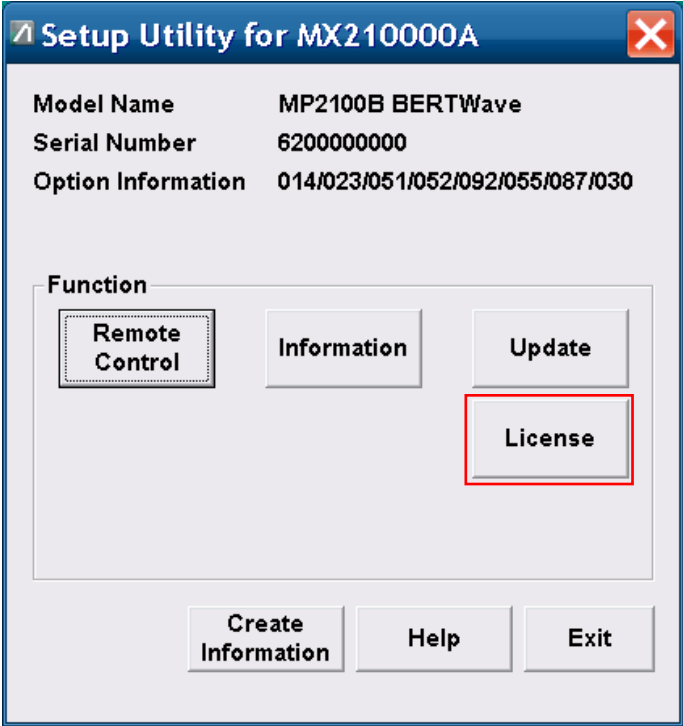 Setup Utility for MX210000A
Model Name MP2100B BERTWave
Serial Number 6200000000
Option Information 014/023/051/052/092/055/087/030
Function
Remote
Control
Information
Update
License
Create
Information
Help
Exit